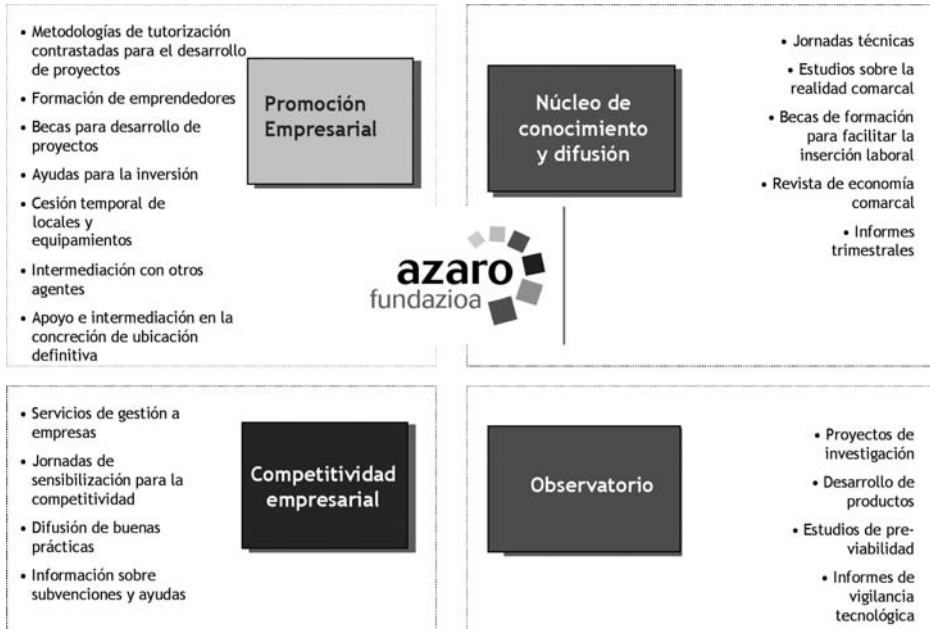 • Metodologías de tutorización
contrastadas para el desarrollo
de proyectos
• Formación de emprendedores
• Becas para desarrollo de
proyectos
• Ayudas para la inversión
• Cesión temporal de
locales y
equipamientos
• Intermediación con otros
agentes
• Apoyo e intermediación en la
concreción de ubicación
definitiva
Promoción
Empresarial
Núcleo de
conocimiento
y difusión
• Jornadas técnicas
• Estudios sobre la
realidad comarcal
• Becas de formación
para facilitar la
inserción laboral
• Revista de economía
comarcal
• Informes
trimestrales
azaro
fundazioa
• Servicios de gestión a
empresas
• Jornadas de
sensibilización para la
competitividad
• Difusión de buenas
prácticas
• Información sobre
subvenciones y ayudas
Competitividad
empresarial
Observatorio
• Proyectos de
investigación
• Desarrollo de
productos
• Estudios de pre-
viabilidad
• Informes de
vigilancia
tecnológica